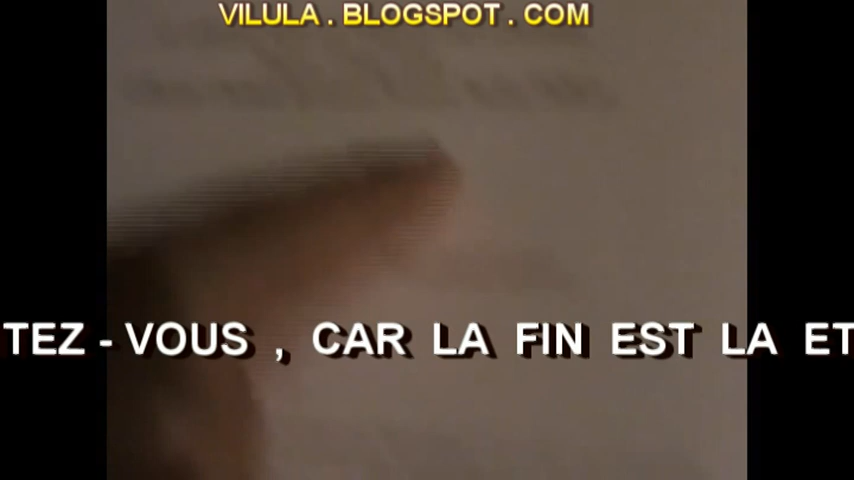 VILULA . BLOGSPOT . COM
TEZ - VOUS , CAR LA FIN EST LA ET